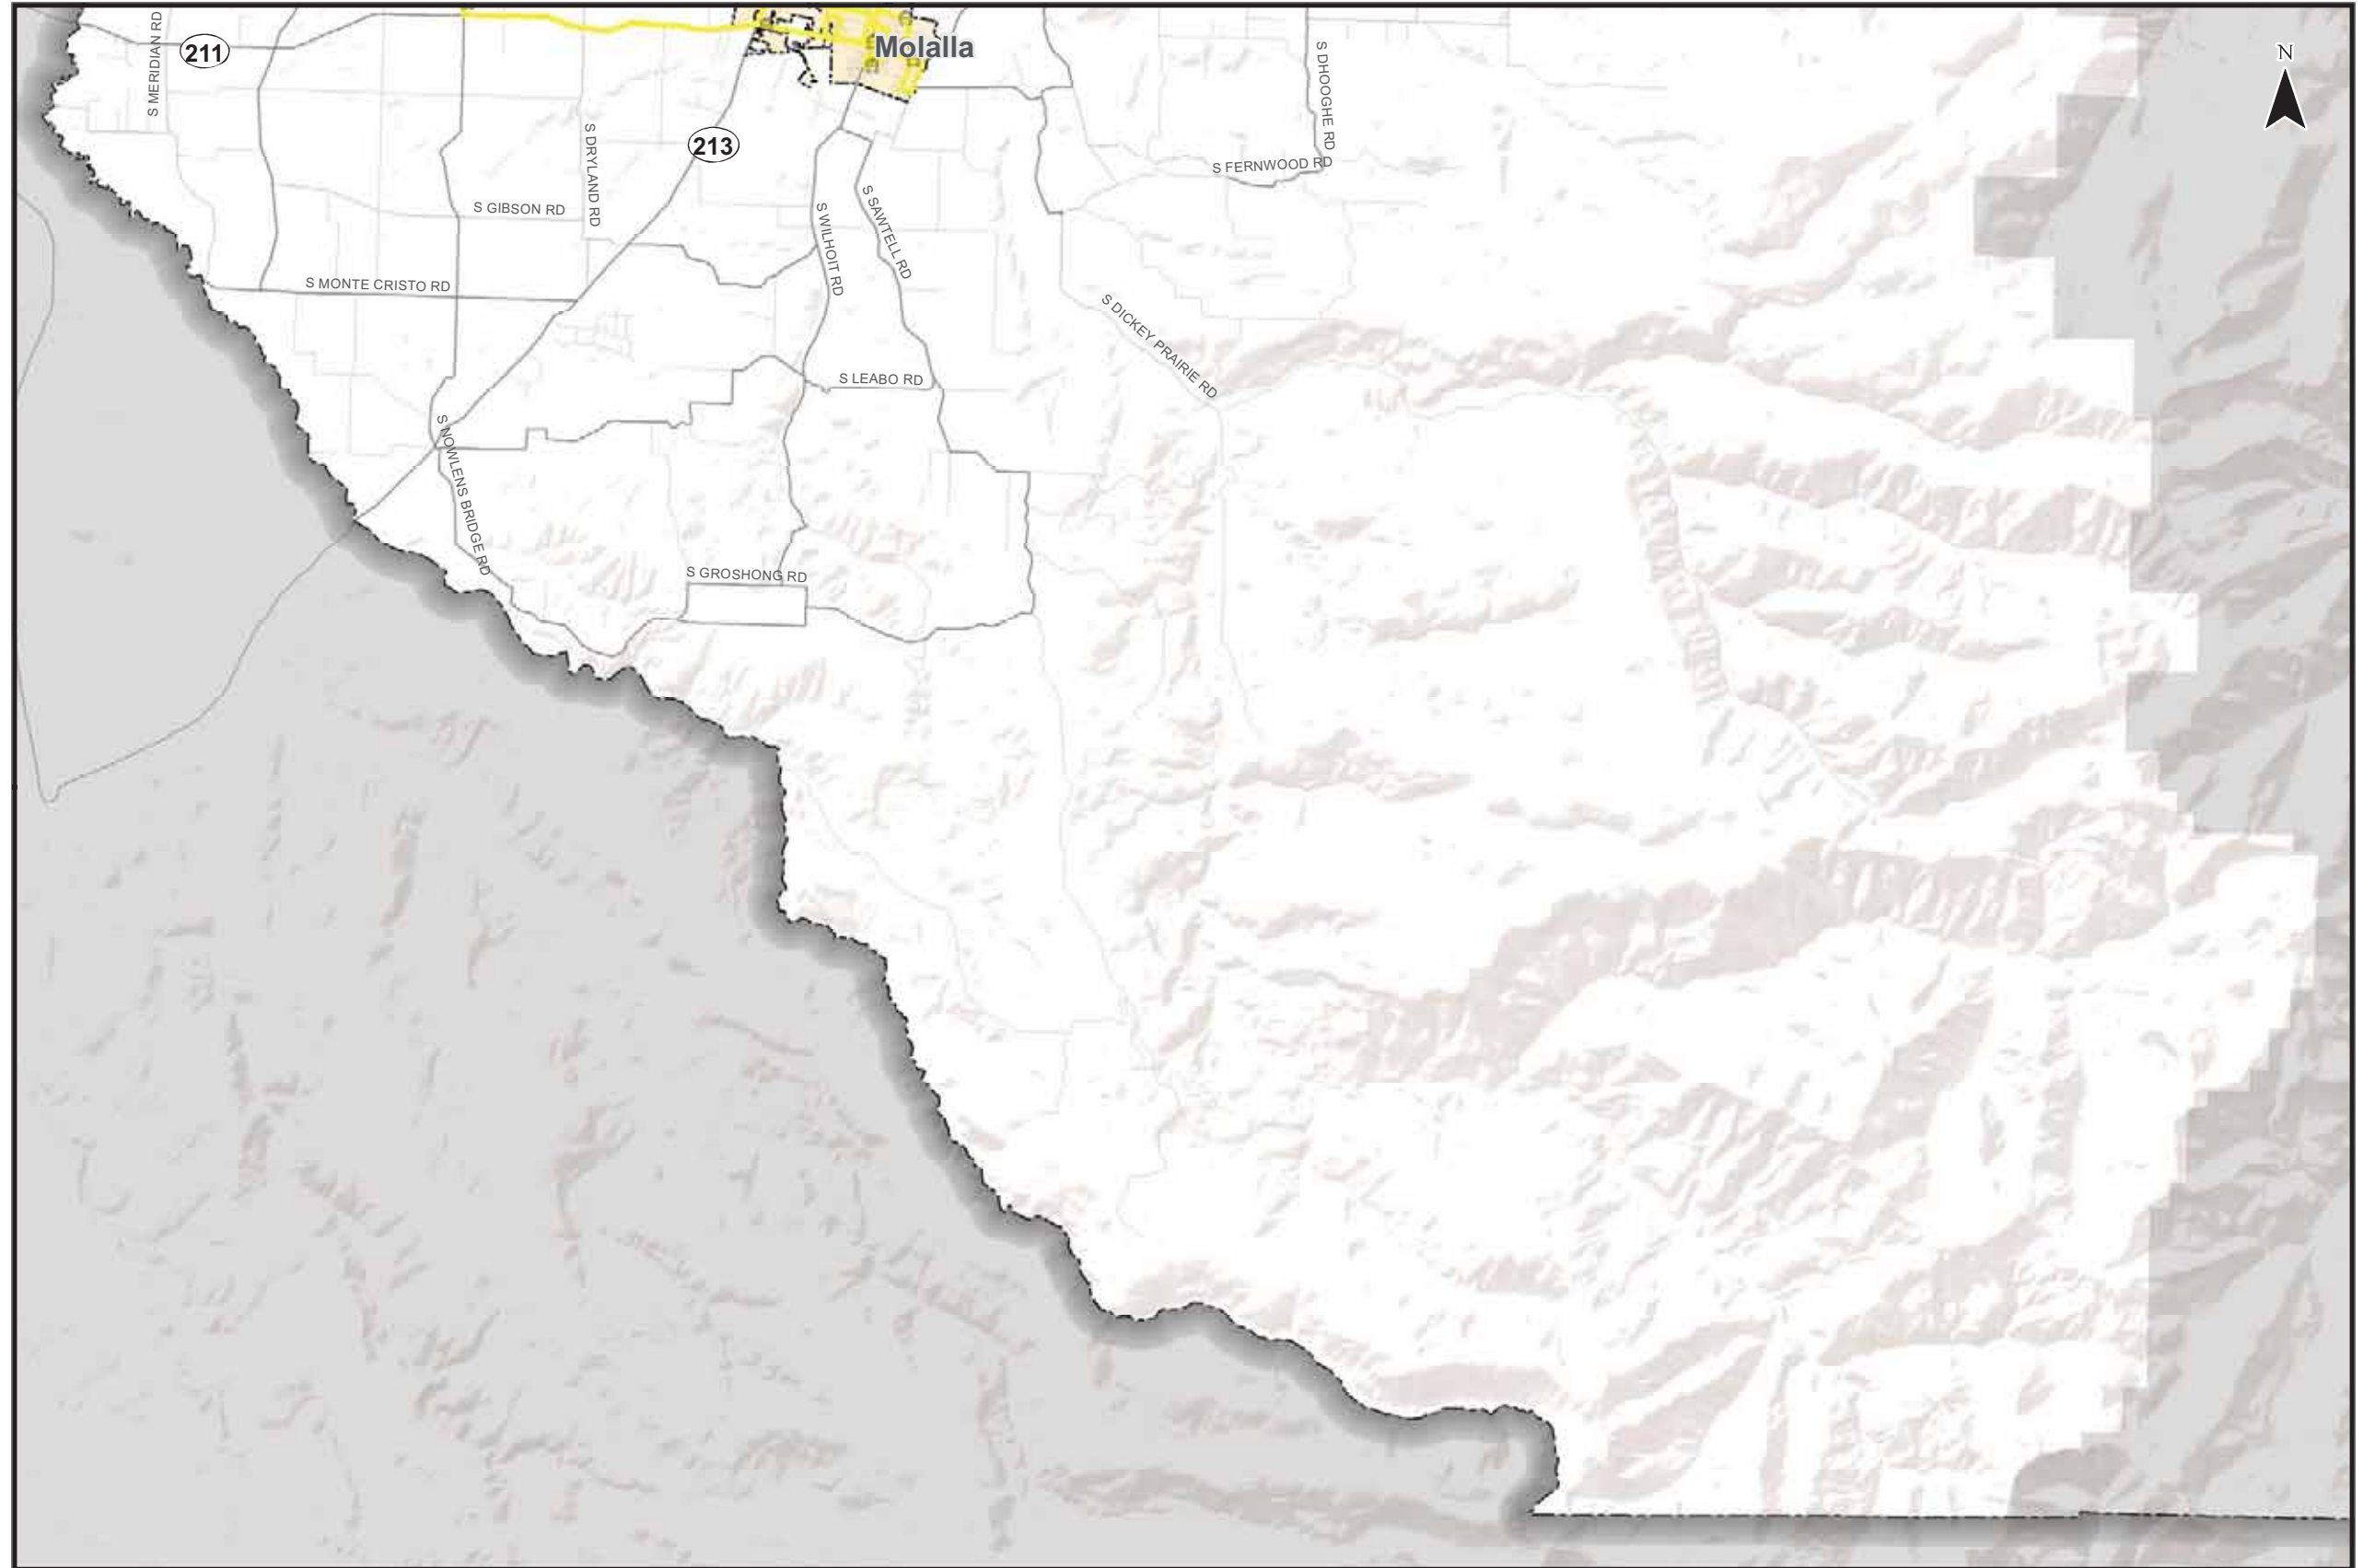 S MERIDIAN RD
211
Molalla
N
S DHOOGHE RD
213
S DRYLAND RD
S FERNWOOD RD
S GIBSON RD
S WILHOIT RD
S SAWTELL RD
S MONTE CRISTO RD
S DICKEY PRAIRIE RD
S LEABO RD
S NOWLENS BRIDGE RD
S GROSHONG RD